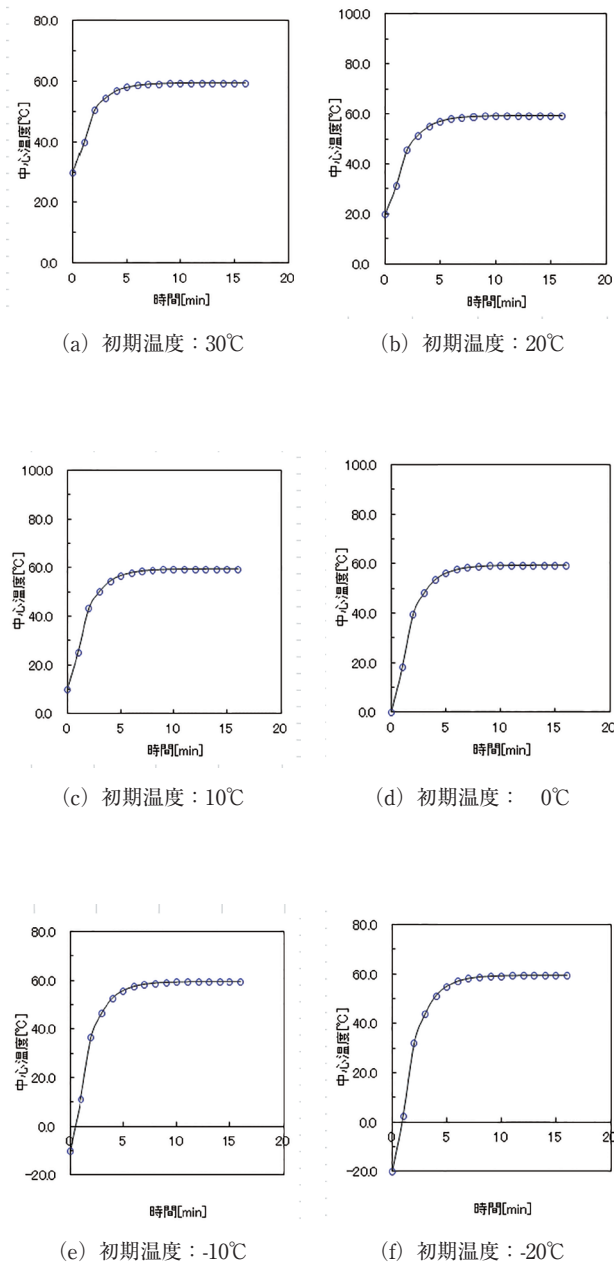 80.0
60.0
40.0
20.0
0.0
中心温度[℃]
0 5 10 15 20
時間[min]
(a) 初期温度：30℃
100.0
80.0
60.0
40.0
20.0
0.0
中心温度[℃]
0 5 10 15 20
時間[min]
(b) 初期温度：20℃
100.0
80.0
60.0
40.0
20.0
0.0
中心温度[℃]
0 5 10 15 20
時間[min]
(c) 初期温度：10℃
100.0
80.0
60.0
40.0
20.0
0.0
中心温度[℃]
0 5 10 15 20
時間[min]
(d) 初期温度：　0℃
80.0
60.0
40.0
20.0
0.0
-20.0
中心温度[℃]
0 5 10 15 20
時間[min]
(e) 初期温度：-10℃
80.0
60.0
40.0
20.0
0.0
-20.0
中心温度[℃]
0 5 10 15 20
時間[min]
(f) 初期温度：-20℃